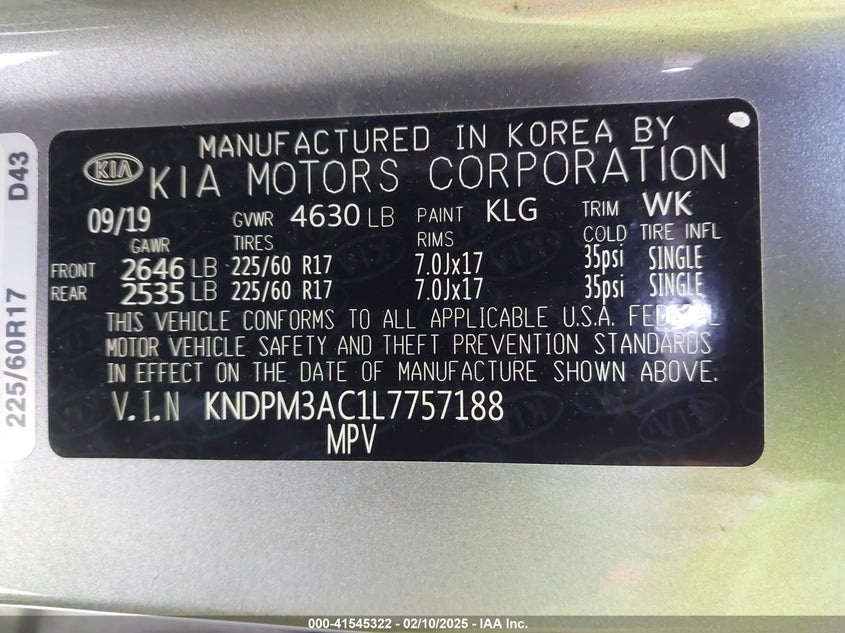 MANUFACTURED IN KOREA BY
KIA KIA MOTORS CORPORATION
09/19 GVWR 4630 LB PAINT KLG TRIM WK
GAWR TIRES RIMS COLD TIRE INFL
FRONT 2646 LB 225/60 R17 7.0Jx17 35psi SINGLE
REAR 2535 LB 225/60 R17 7.0Jx17 35psi SINGLE
THIS VEHICLE CONFORMS TO ALL APPLICABLE U.S.A. FEDERAL
MOTOR VEHICLE SAFETY AND THEFT PREVENTION STANDARDS
IN EFFECT ON THE DATE OF MANUFACTURE SHOWN ABOVE.
V.I.N KNDPM3AC1L7757188
MPV
225/60R17 D43
000-41545322 — 02/10/2025 — IAA Inc.